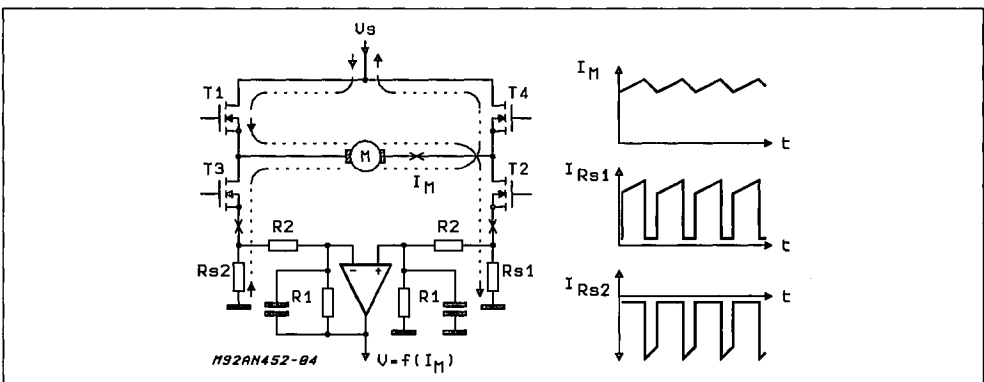 Vs
T1
T4
M
IM
T3
T2
R2
R2
Rs2
Rs1
R1
R1
-
+
M92AN452-04
V=f(IM)
IM
t
IRs1
t
IRs2
t